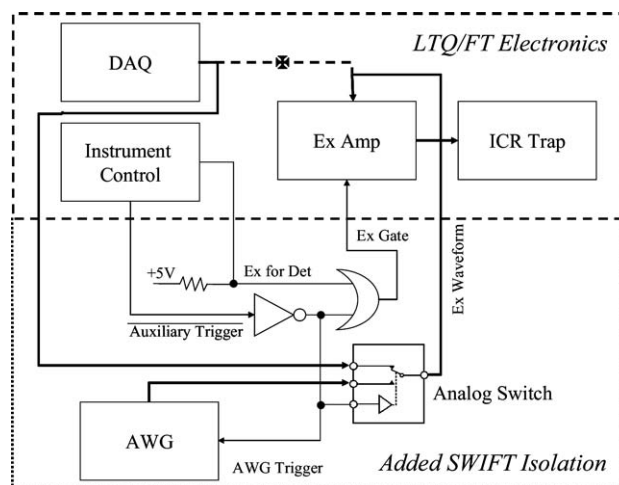 LTQ/FT Electronics
DAQ
Instrument
Control
Ex Amp
ICR Trap
Ex Gate
Ex Waveform
+5V
Ex for Det
Auxiliary Trigger
Analog Switch
AWG
AWG Trigger
Added SWIFT Isolation